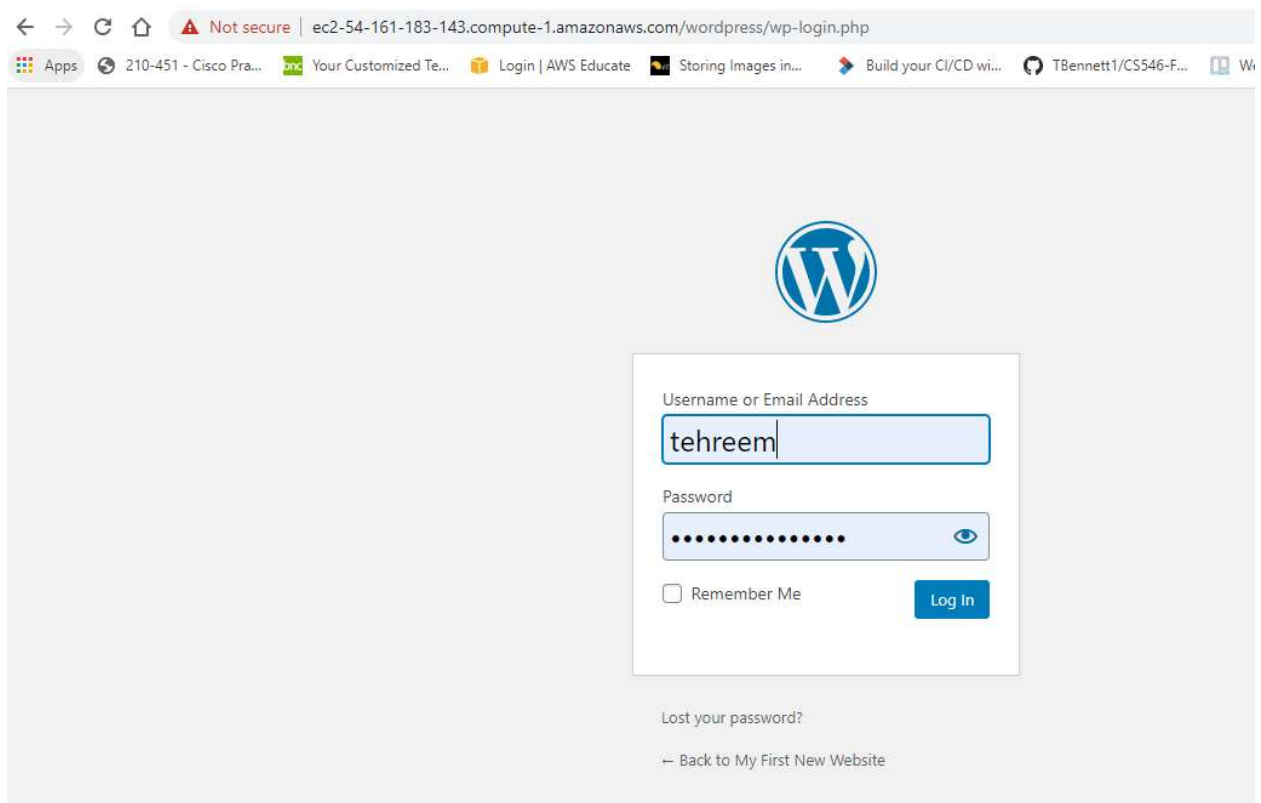 Not secure | ec2-54-161-183-143.compute-1.amazonaws.com/wordpress/wp-login.php
Apps 210-451 - Cisco Pra... Your Customized Te... Login | AWS Educate Storing Images in... Build your CI/CD wi... TBennett1/CS546-F...
Username or Email Address
tehreem
Password
•••••••••••••••
Remember Me Log In
Lost your password?
← Back to My First New Website